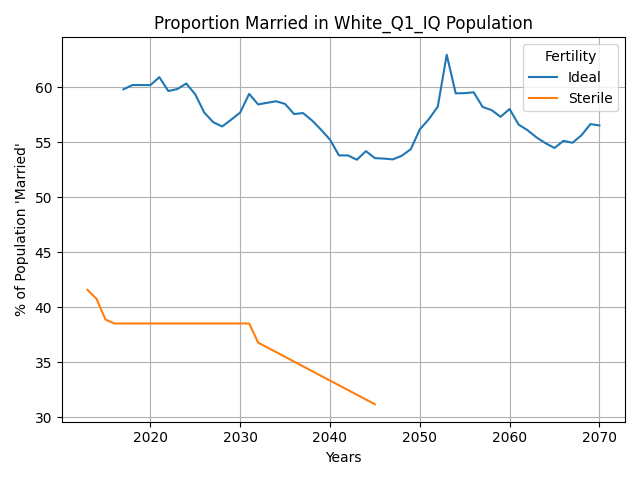 Proportion Married in White_Q1_IQ Population
% of Population 'Married'
60
55
50
45
40
35
30
Fertility
Ideal
Sterile
2020 2030 2040 2050 2060 2070
Years